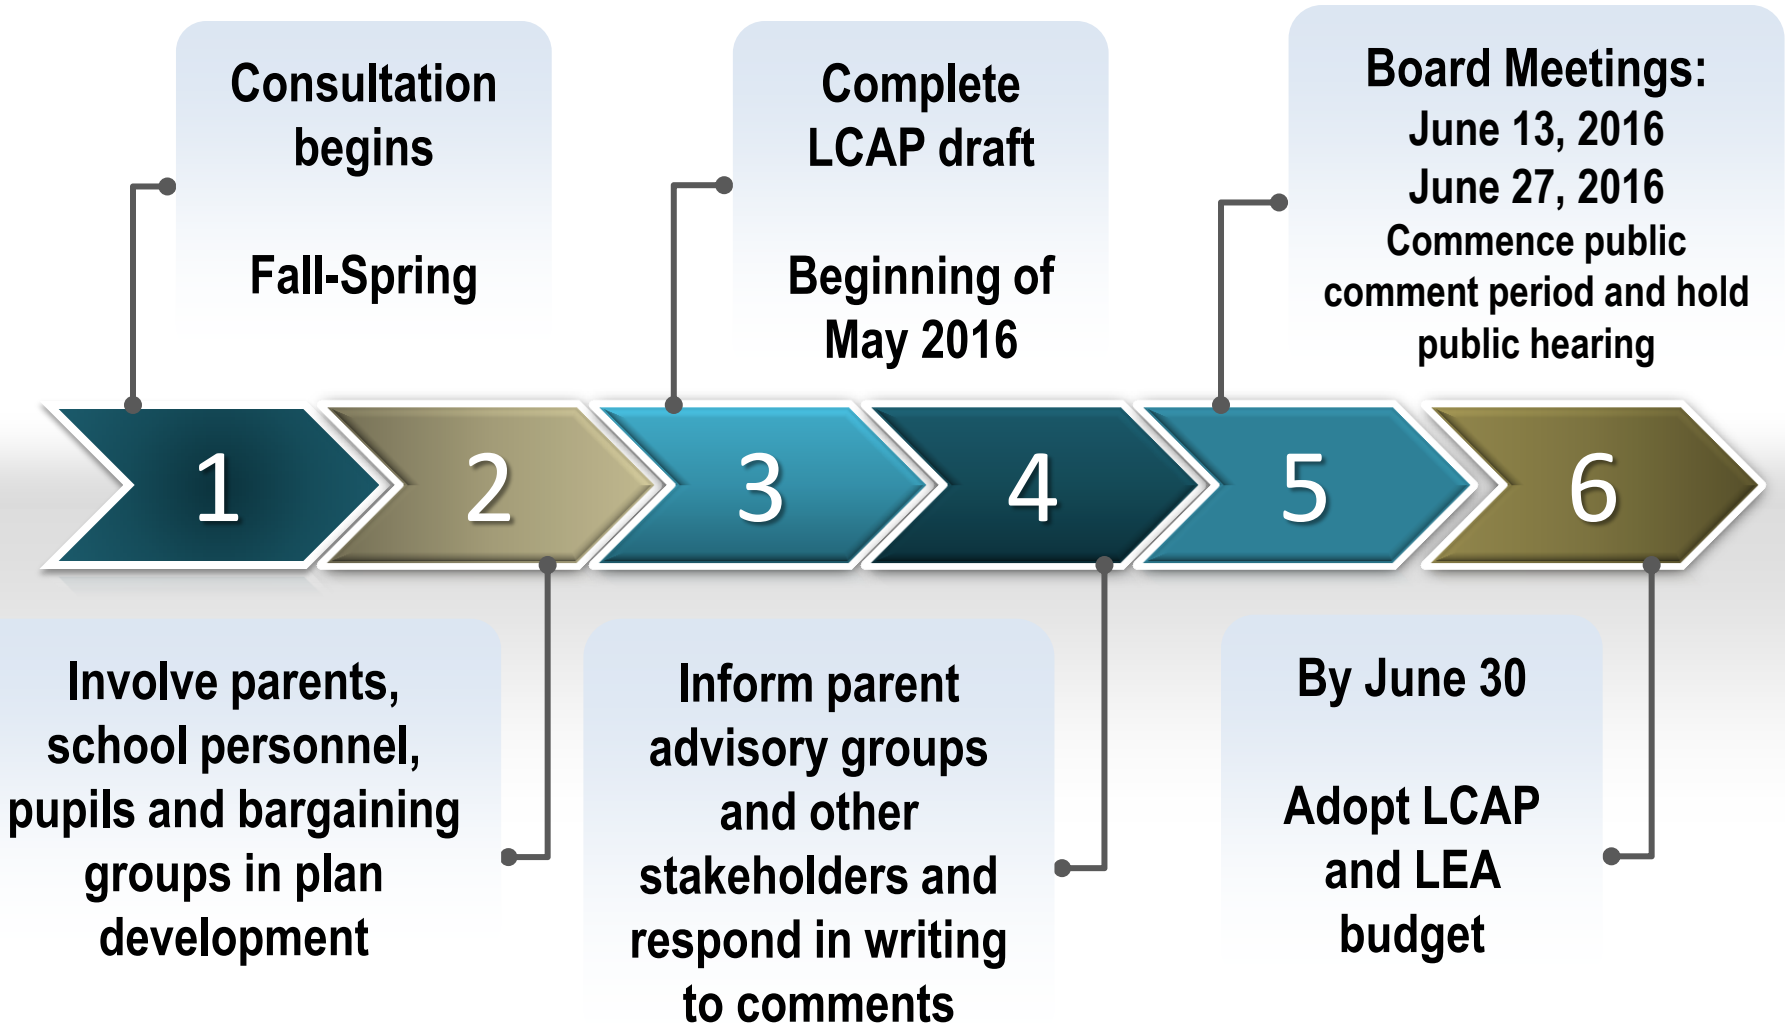 Consultation
begins
Fall-Spring
Complete
LCAP draft
Beginning of
May 2016
Board Meetings:
June 13, 2016
June 27, 2016
Commence public
comment period and hold
public hearing
1
2
3
4
5
6
Involve parents,
school personnel,
pupils and bargaining
groups in plan
development
Inform parent
advisory groups
and other
stakeholders and
respond in writing
to comments
By June 30
Adopt LCAP
and LEA
budget